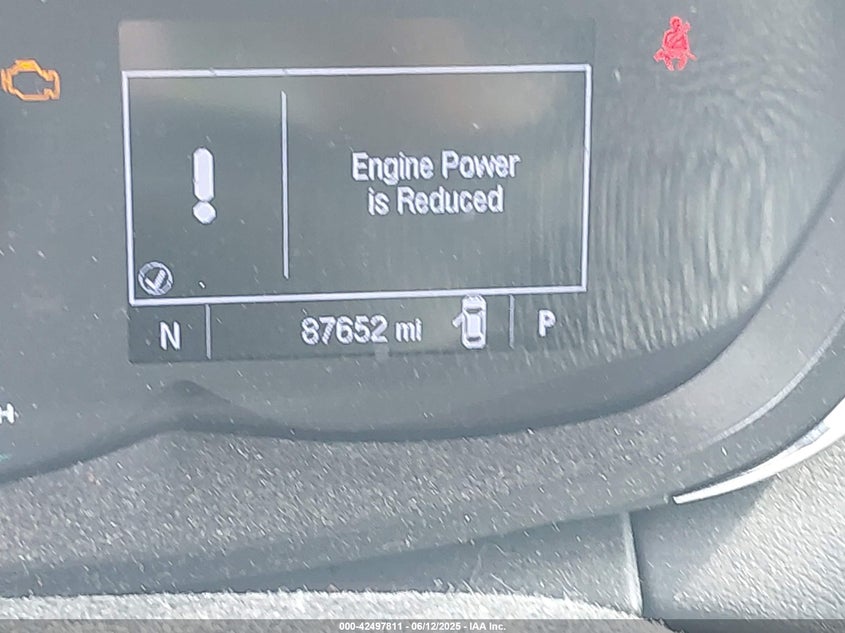 Engine Power
is Reduced
N 87652 mi P
H
000-42497811 - 06/12/2025 - IAA Inc.